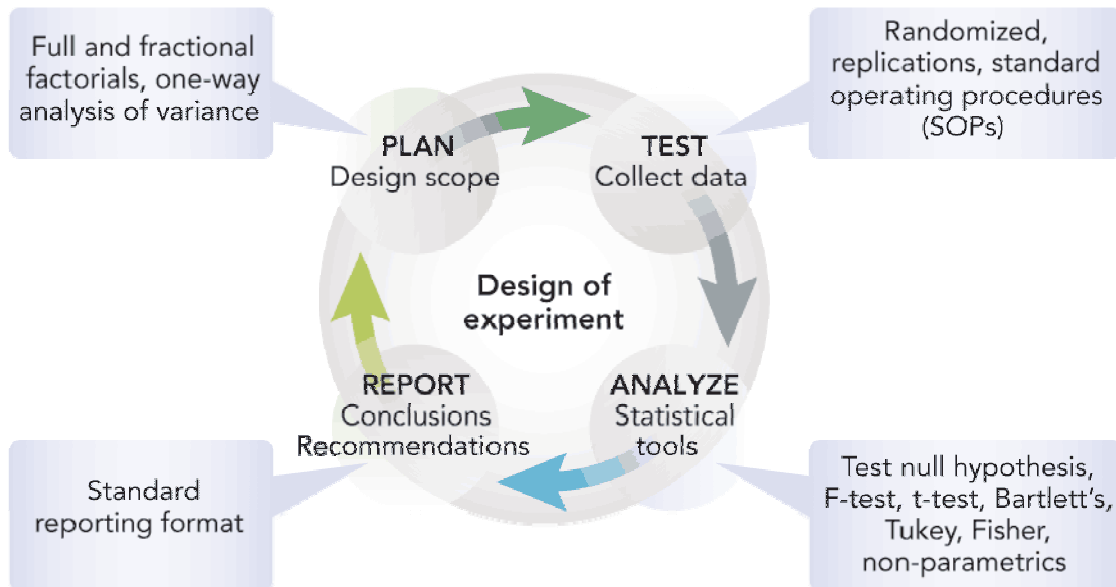 Full and fractional
factorials, one-way
analysis of variance
Randomized,
replications, standard
operating procedures
(SOPs)
PLAN
Design scope
TEST
Collect data
Design of
experiment
REPORT
Conclusions
Recommendations
ANALYZE
Statistical
tools
Standard
reporting format
Test null hypothesis,
F-test, t-test, Bartlett's,
Tukey, Fisher,
non-parametrics